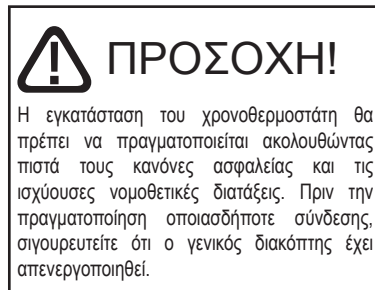 ΠΡΟΣΟΧΗ!
Η εγκατάσταση του χρονοθερμοστάτη θα
πρέπει να πραγματοποιείται ακολουθώντας
πιστά τους κανόνες ασφαλείας και τις
ισχύουσες νομοθετικές διατάξεις. Πριν την
πραγματοποίηση οποιασδήποτε σύνδεσης,
σιγουρευτείτε ότι ο γενικός διακόπτης έχει
απενεργοποιηθεί.